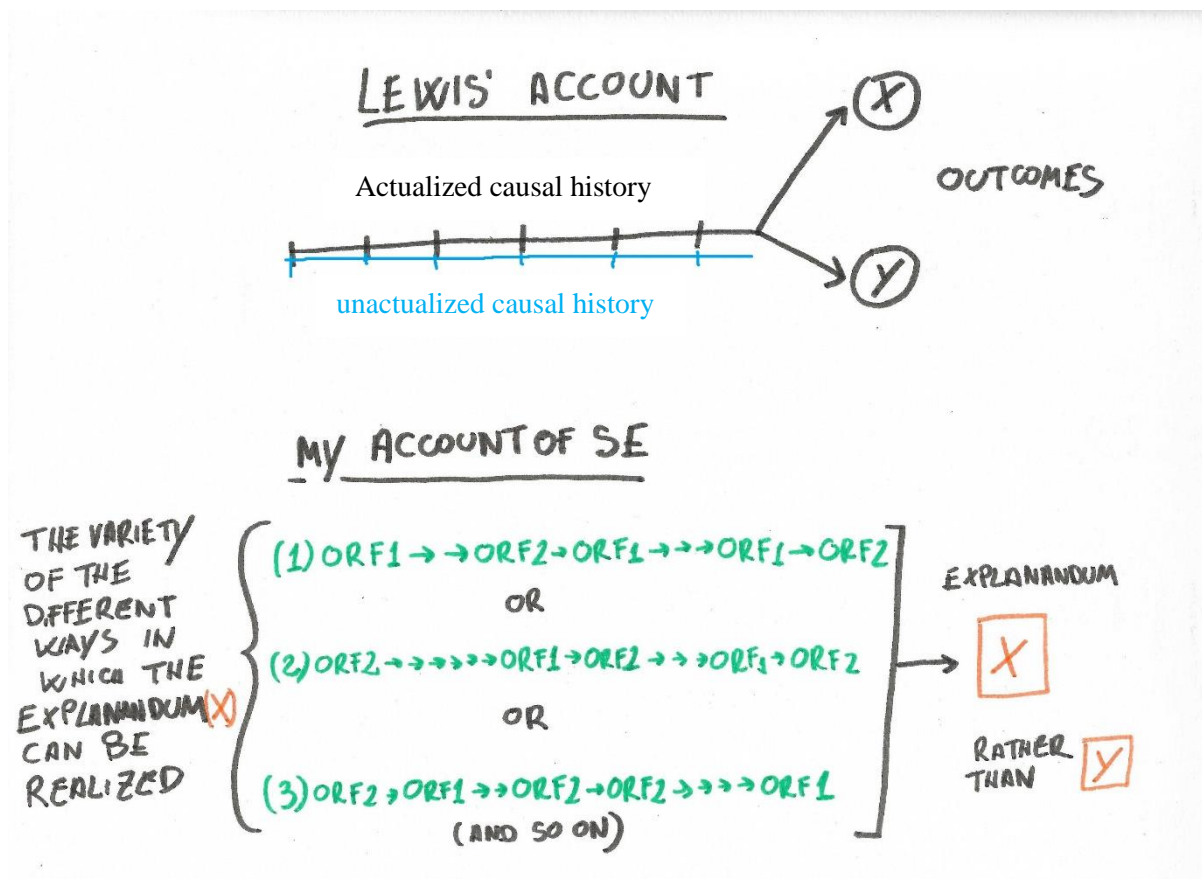 LEWIS' ACCOUNT
X
Actualized causal history
OUTCOMES
unactualized causal history
Y
MY ACCOUNT OF SE
THE VARIETY
OF THE
DIFFERENT
WAYS IN
WHICH THE
EXPLANANDUM(X)
CAN BE
REALIZED
(1) ORF1 → → ORF2 → ORF1 → → → ORF1 → ORF2
OR
(2) ORF2 → → → → → → ORF1 → ORF2 → → → ORF1 → ORF2
OR
(3) ORF2 → ORF1 → → ORF2 → ORF2 → → → → ORF1
(AND SO ON)
EXPLANANDUM
X
RATHER
THAN Y